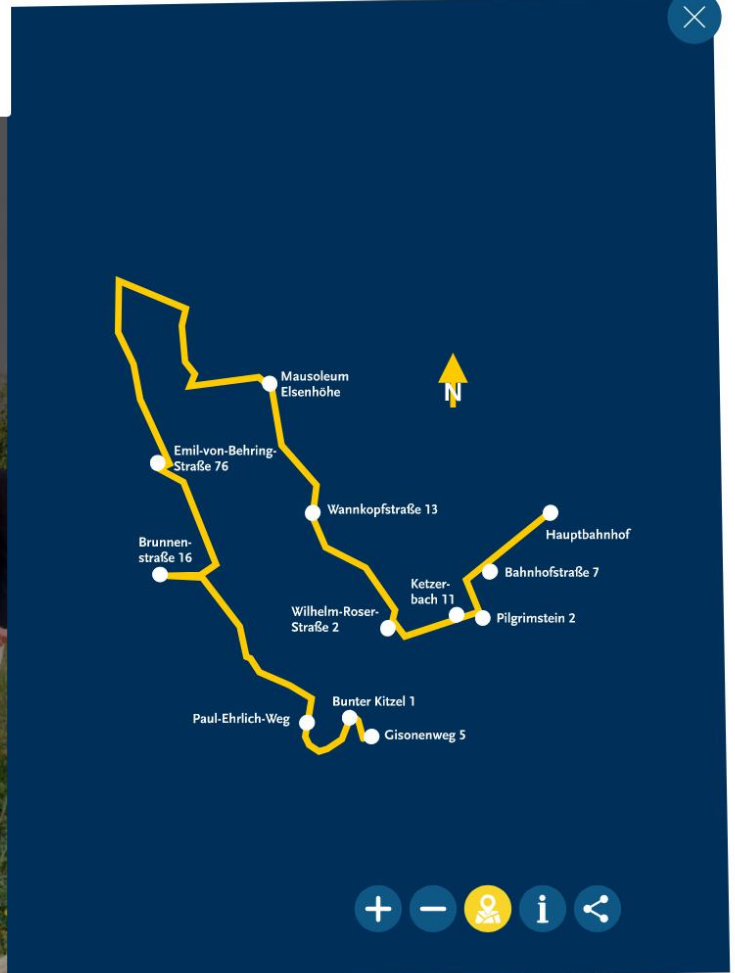 Mausoleum
Elsenhöhe
N
Emil-von-Behring-
Straße 76
Wannkopfstraße 13
Hauptbahnhof
Brunnen-
straße 16
Bahnhofstraße 7
Ketzer-
bach 11
Wilhelm-Roser-
Straße 2
Pilgrimstein 2
Bunter Kitzel 1
Paul-Ehrlich-Weg
Gisonenweg 5